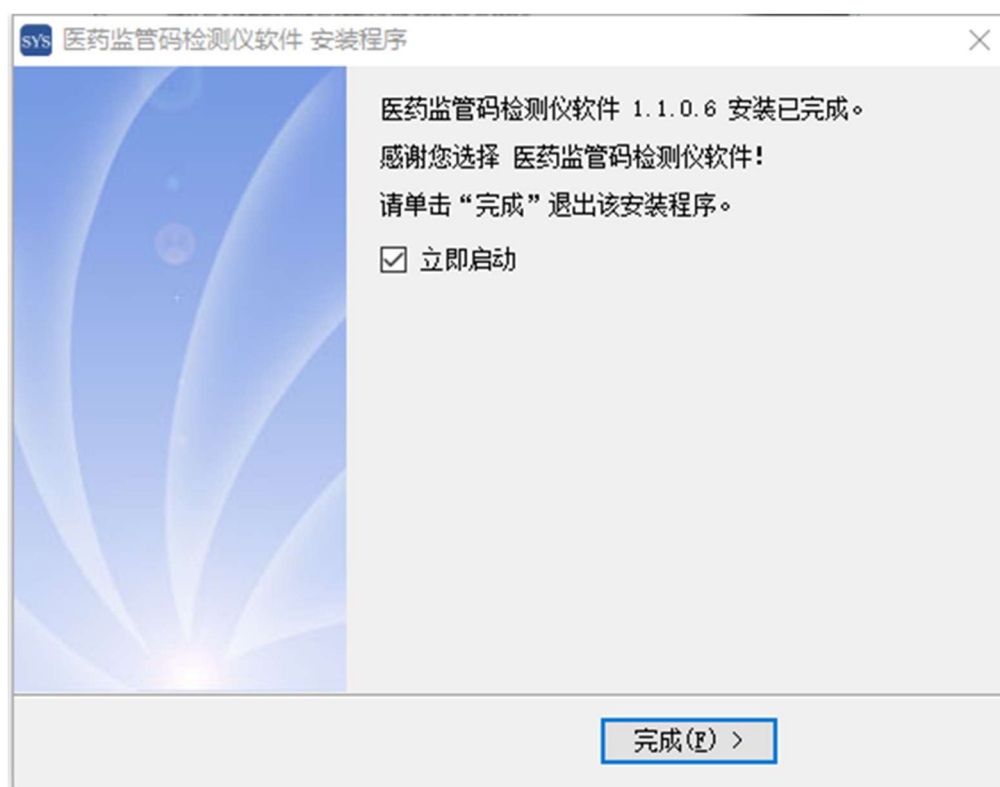 SYS 医药监管码检测仪软件 安装程序
医药监管码检测仪软件 1.1.0.6 安装已完成。
感谢您选择 医药监管码检测仪软件!
请单击“完成”退出该安装程序。
立即启动
完成(F) >